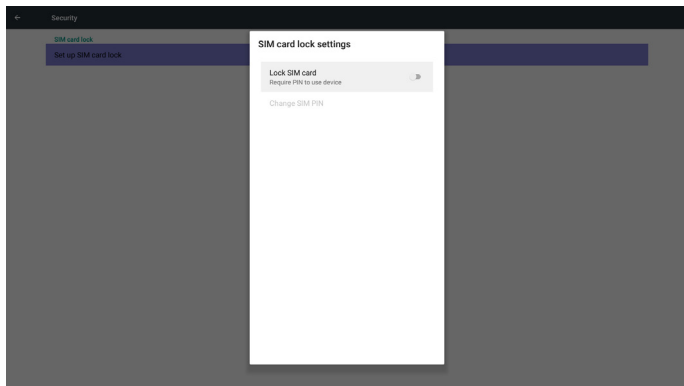 Security
SIM card lock
Set up SIM card lock
SIM card lock settings
Lock SIM card
Require PIN to use device
Change SIM PIN